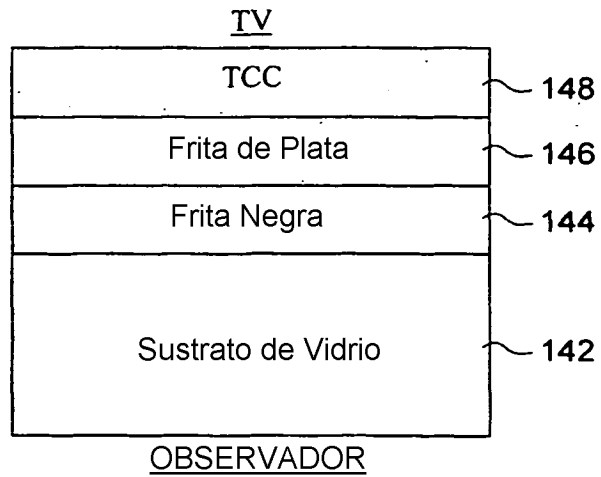 TV
TCC
148
Frita de Plata
146
Frita Negra
144
Sustrato de Vidrio
142
OBSERVADOR